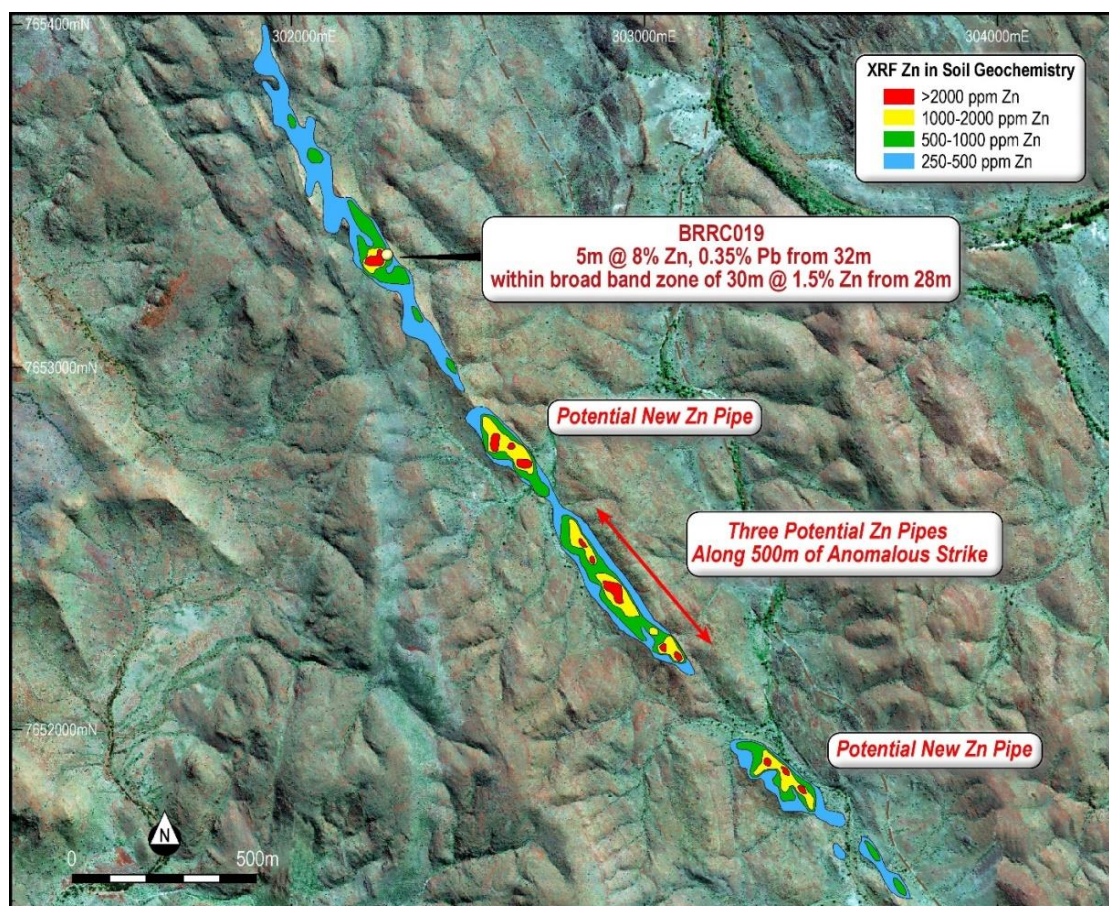 765400mN
302000mE
303000mE
304000mE
XRF Zn in Soil Geochemistry
>2000 ppm Zn
1000-2000 ppm Zn
500-1000 ppm Zn
250-500 ppm Zn
BRRC019
5m @ 8% Zn, 0.35% Pb from 32m
within broad band zone of 30m @ 1.5% Zn from 28m
7653000mN
Potential New Zn Pipe
Three Potential Zn Pipes
Along 500m of Anomalous Strike
7652000mN
Potential New Zn Pipe
N
0
500m